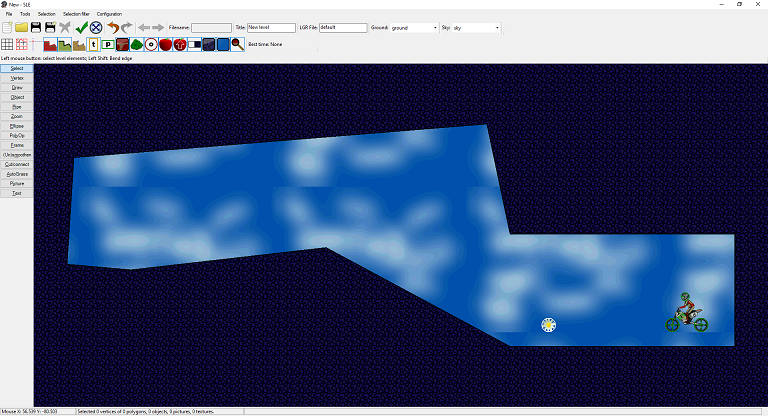 New - SLE
File Tools Selection Selection filter Configuration
Filename: Title: New level LGR File: default Ground: ground Sky: sky
t p Best time: None
Left mouse button: select level elements; Left Shift: Bend edge
Select
Vertex
Draw
Object
Pipe
Zoom
Ellipse
PolyOp
Frame
(Un)smoothen
Cut/connect
AutoGrass
Picture
Text
Mouse X: 56.539 Y: -80.503 Selected 0 vertices of 0 polygons, 0 objects, 0 pictures, 0 textures.